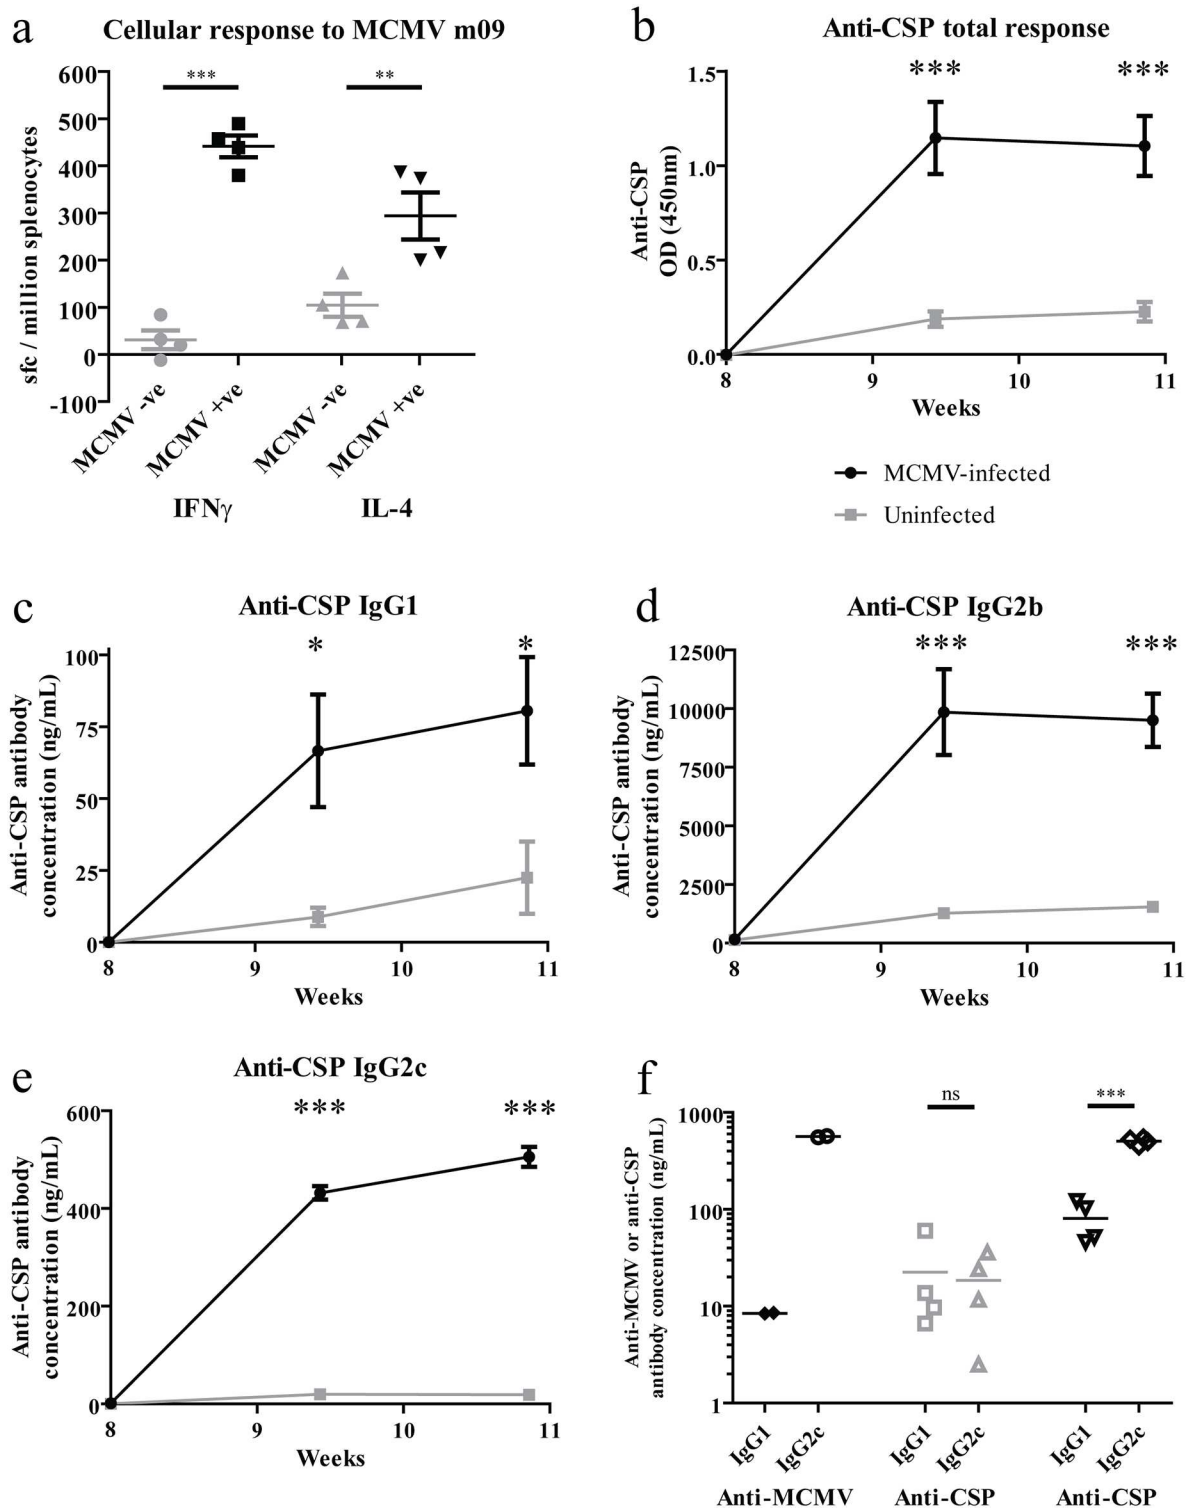 a
Cellular response to MCMV m09
***
**
600
500
400
300
200
100
0
-100
sfc / million splenocytes
MCMV -ve
MCMV +ve
MCMV -ve
MCMV +ve
IFNγ
IL-4
b
Anti-CSP total response
***
***
1.5
1.0
0.5
0.0
Anti-CSP
OD (450nm)
8
9
10
11
Weeks
MCMV-infected
Uninfected
c
Anti-CSP IgG1
*
*
100
75
50
25
0
Anti-CSP antibody
concentration (ng/mL)
8
9
10
11
Weeks
d
Anti-CSP IgG2b
***
***
12500
10000
7500
5000
2500
0
Anti-CSP antibody
concentration (ng/mL)
8
9
10
11
Weeks
e
Anti-CSP IgG2c
***
***
600
400
200
0
Anti-CSP antibody
concentration (ng/mL)
8
9
10
11
Weeks
f
ns
***
1000
100
10
1
Anti-MCMV or anti-CSP
antibody concentration (ng/mL)
IgG1
IgG2c
IgG1
IgG2c
IgG1
IgG2c
Anti-MCMV
Anti-CSP
Anti-CSP